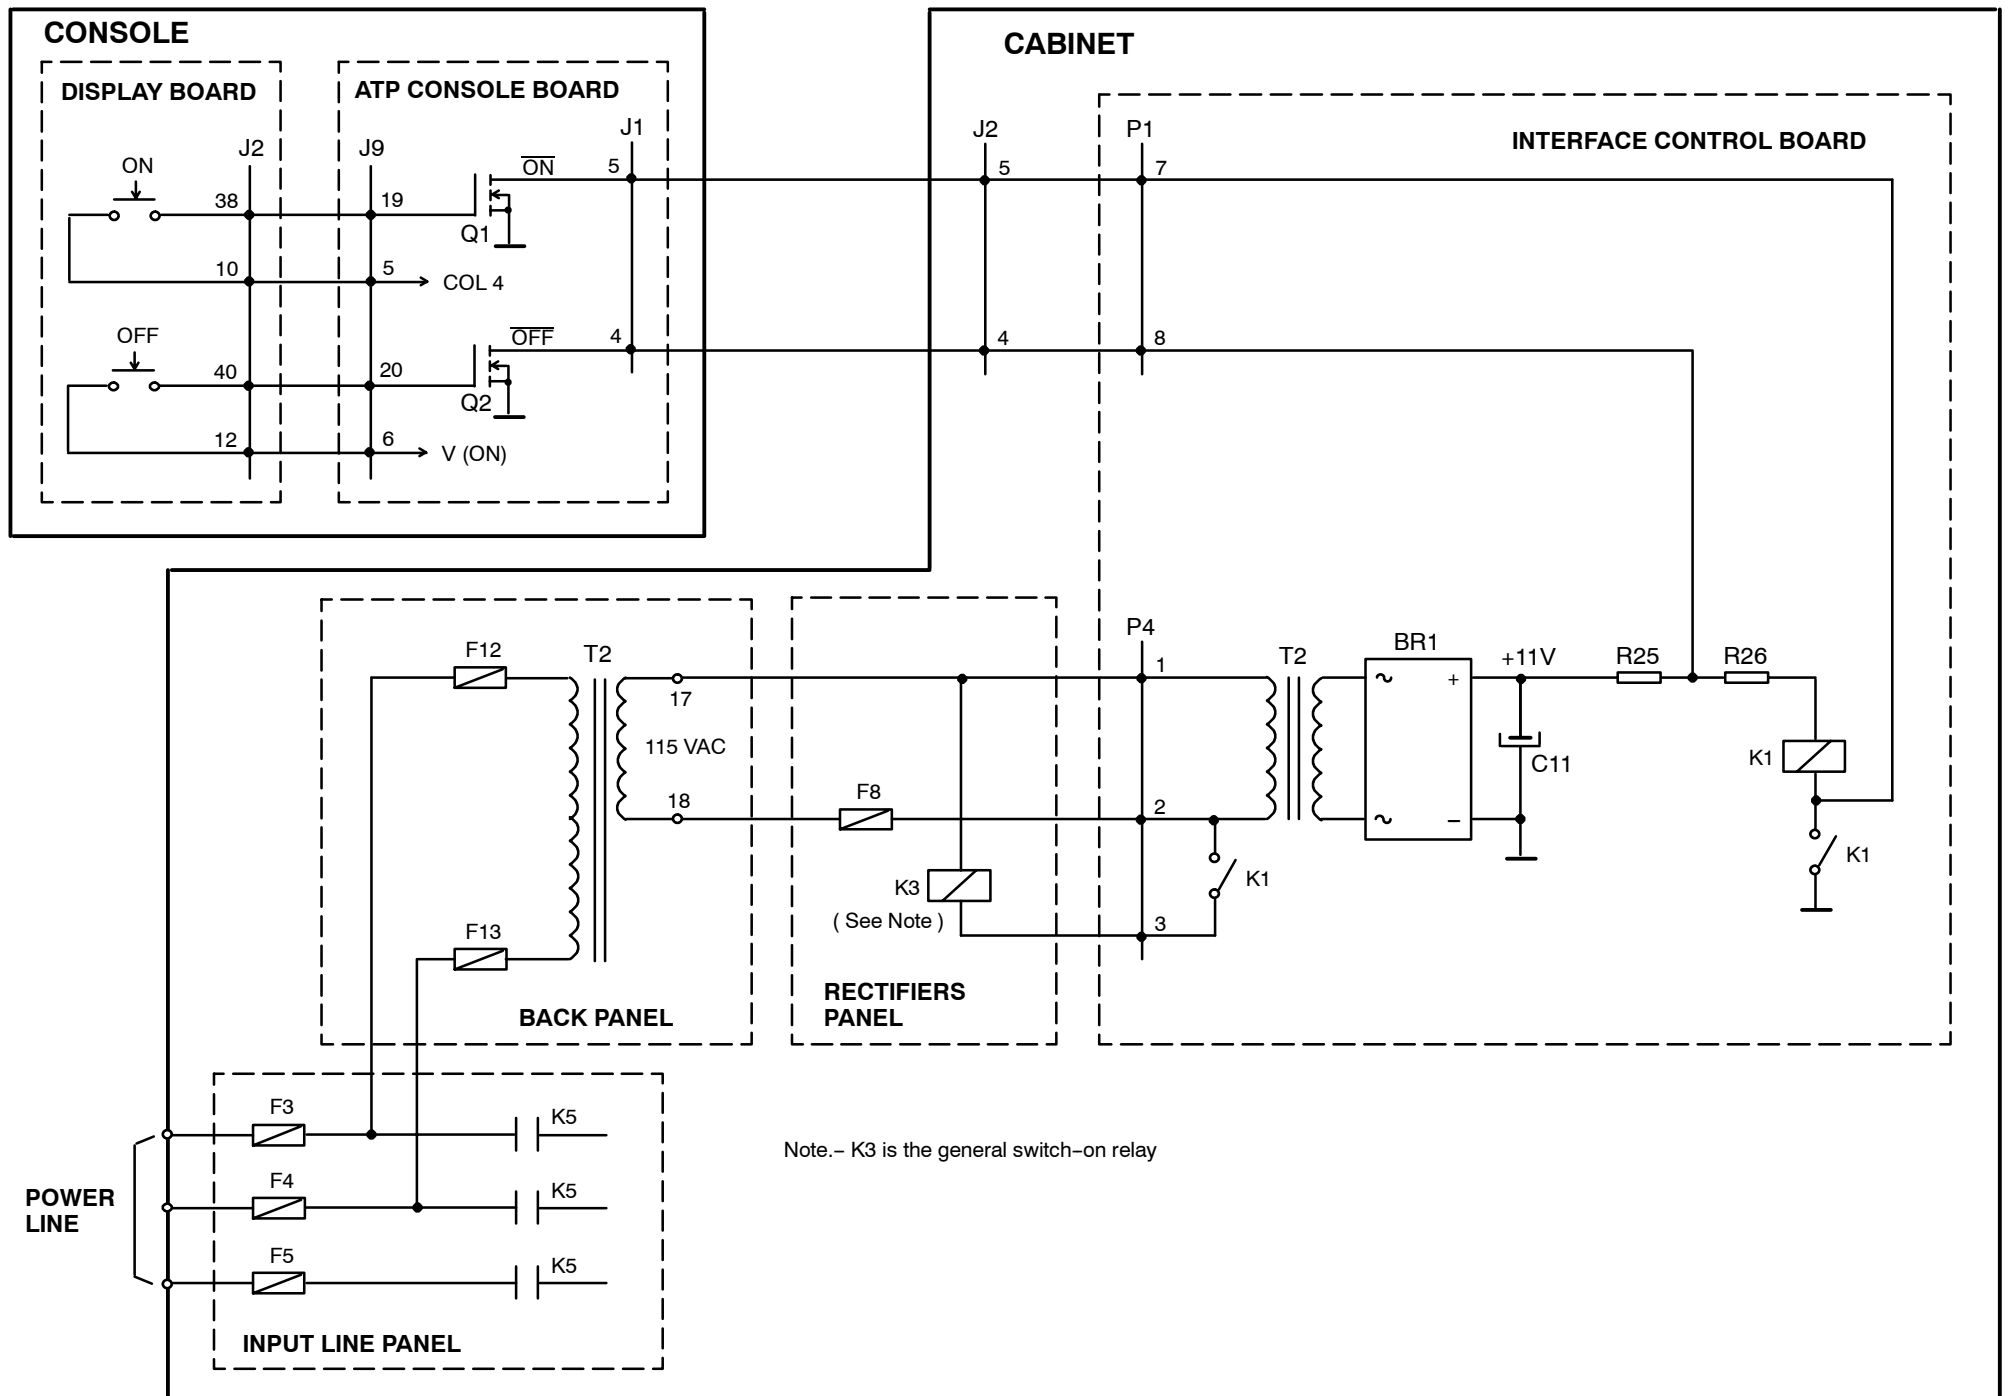 CONSOLE
CABINET
DISPLAY BOARD
ATP CONSOLE BOARD
INTERFACE CONTROL BOARD
J2
J9
J1
J2
P1
ON
38
19
Q1
ON
5
5
7
10
5
COL 4
OFF
40
20
Q2
OFF
4
4
8
12
6
V (ON)
F12
T2
17
115 VAC
18
F13
BACK PANEL
F8
K3
( See Note )
RECTIFIERS
PANEL
P4
1
2
3
K1
T2
BR1
+
−
+11V
C11
R25
R26
K1
K1
F3
K5
F4
K5
F5
K5
POWER
LINE
INPUT LINE PANEL
Note.− K3 is the general switch−on relay